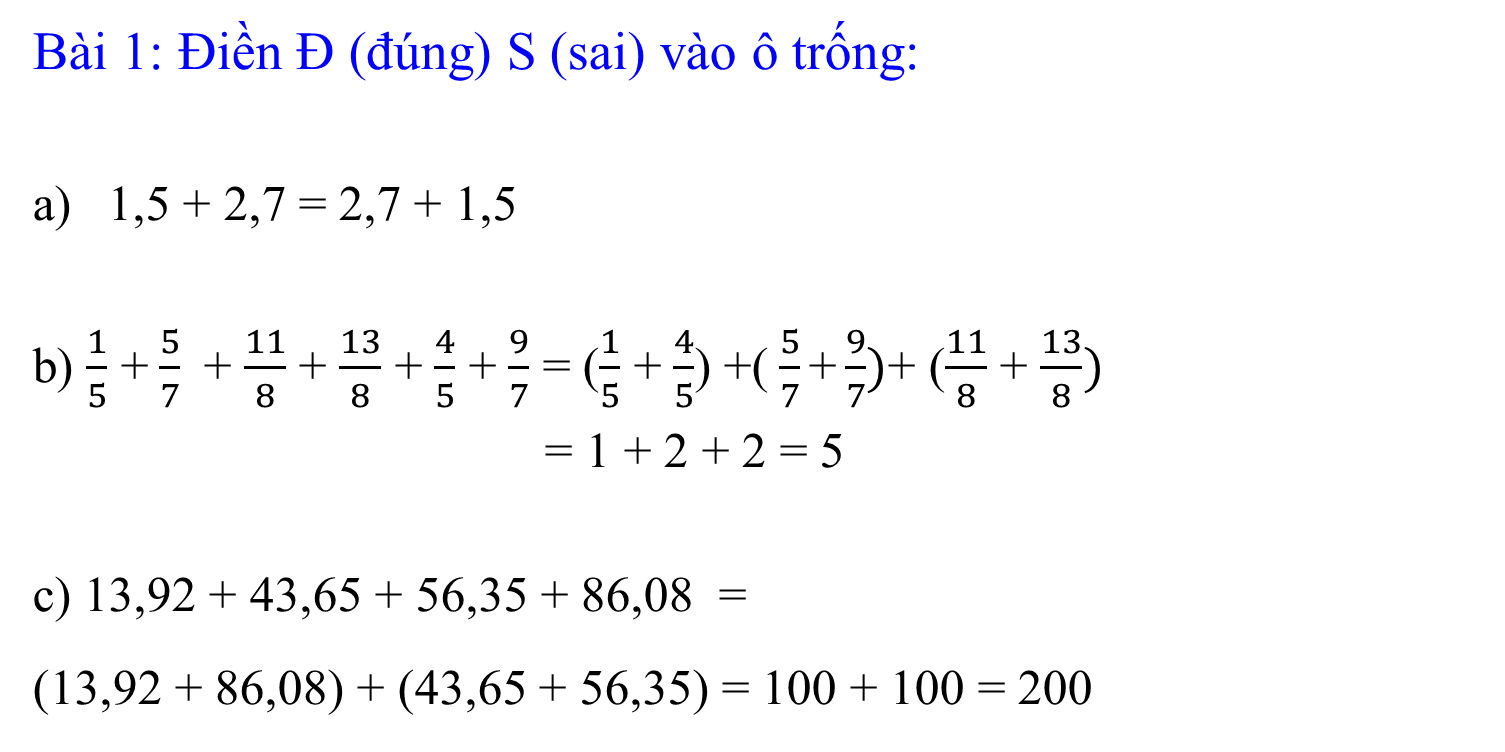 Bài 1: Điền Đ (đúng) S (sai) vào ô trống:
a) 1,5 + 2,7 = 2,7 + 1,5
b) 1/5 + 5/7 + 11/8 + 13/8 + 4/5 + 9/7 = (1/5 + 4/5) +( 5/7 + 9/7)+ (11/8 + 13/8)
= 1 + 2 + 2 = 5
c) 13,92 + 43,65 + 56,35 + 86,08 =
(13,92 + 86,08) + (43,65 + 56,35) = 100 + 100 = 200